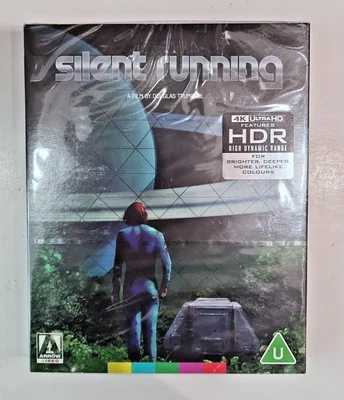 silent running
A FILM BY DOUGLAS TRUMBULL
4K ULTRA HD
FEATURES
HDR
HIGH DYNAMIC RANGE
FOR
BRIGHTER, DEEPER
MORE LIFELIKE
COLOURS
ARROW
VIDEO
U